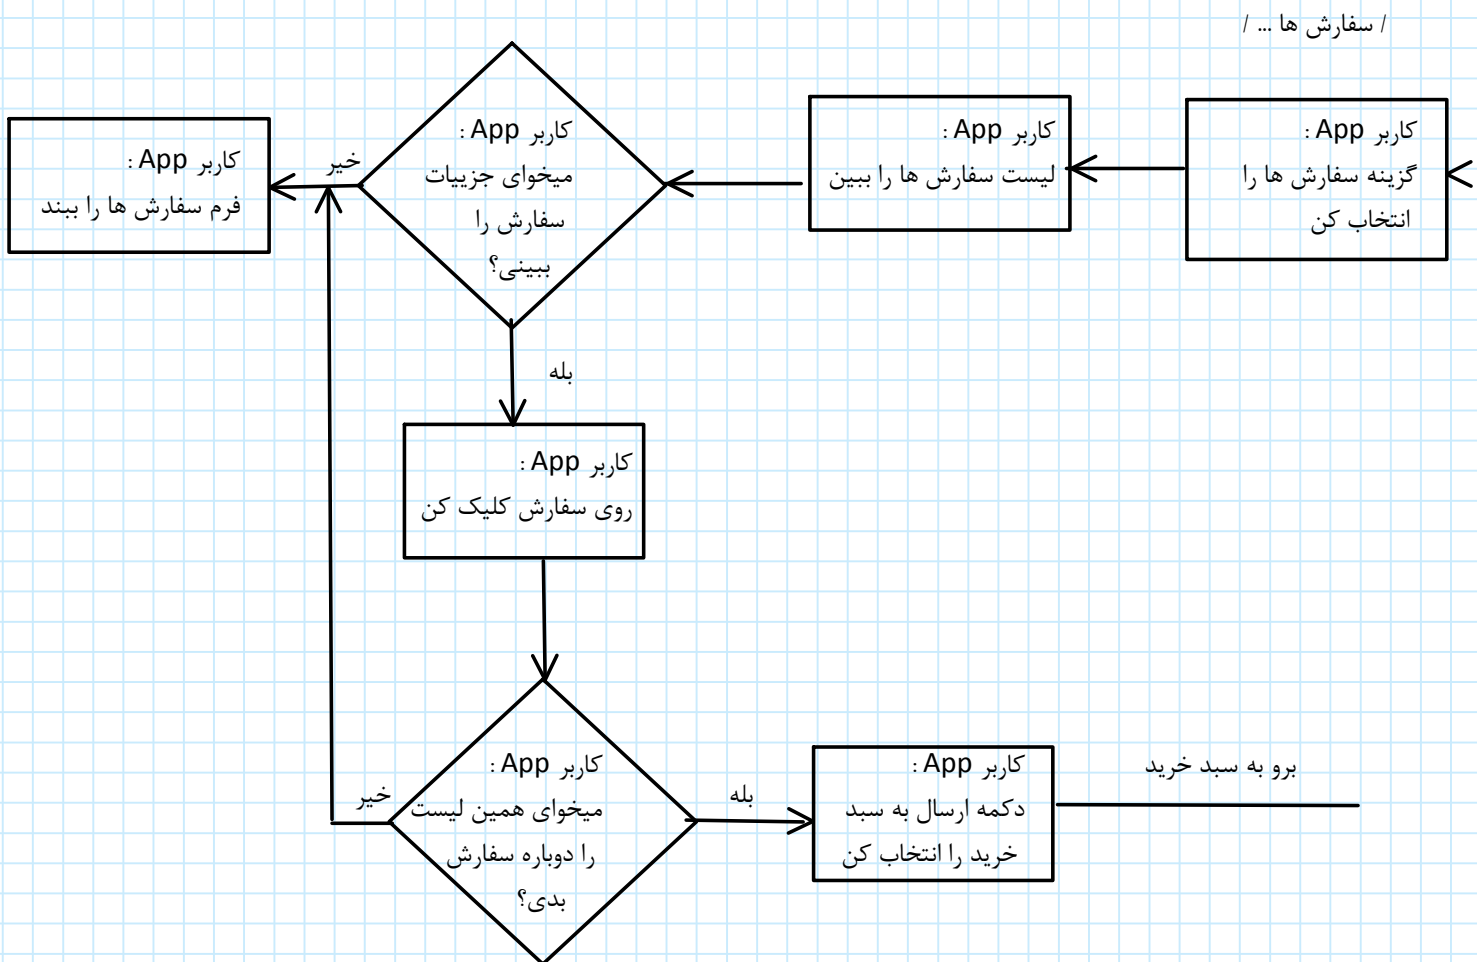 / سفارش ها ... /
کاربر App :
گزینه سفارش ها را
انتخاب کن
کاربر App :
لیست سفارش ها را ببین
کاربر App :
میخوای جزییات
سفارش را
ببینی؟
خیر
کاربر App :
فرم سفارش ها را ببند
بله
کاربر App :
روی سفارش کلیک کن
کاربر App :
میخوای همین لیست
را دوباره سفارش
بدی؟
خیر
بله
کاربر App :
دکمه ارسال به سبد
خرید را انتخاب کن
برو به سبد خرید